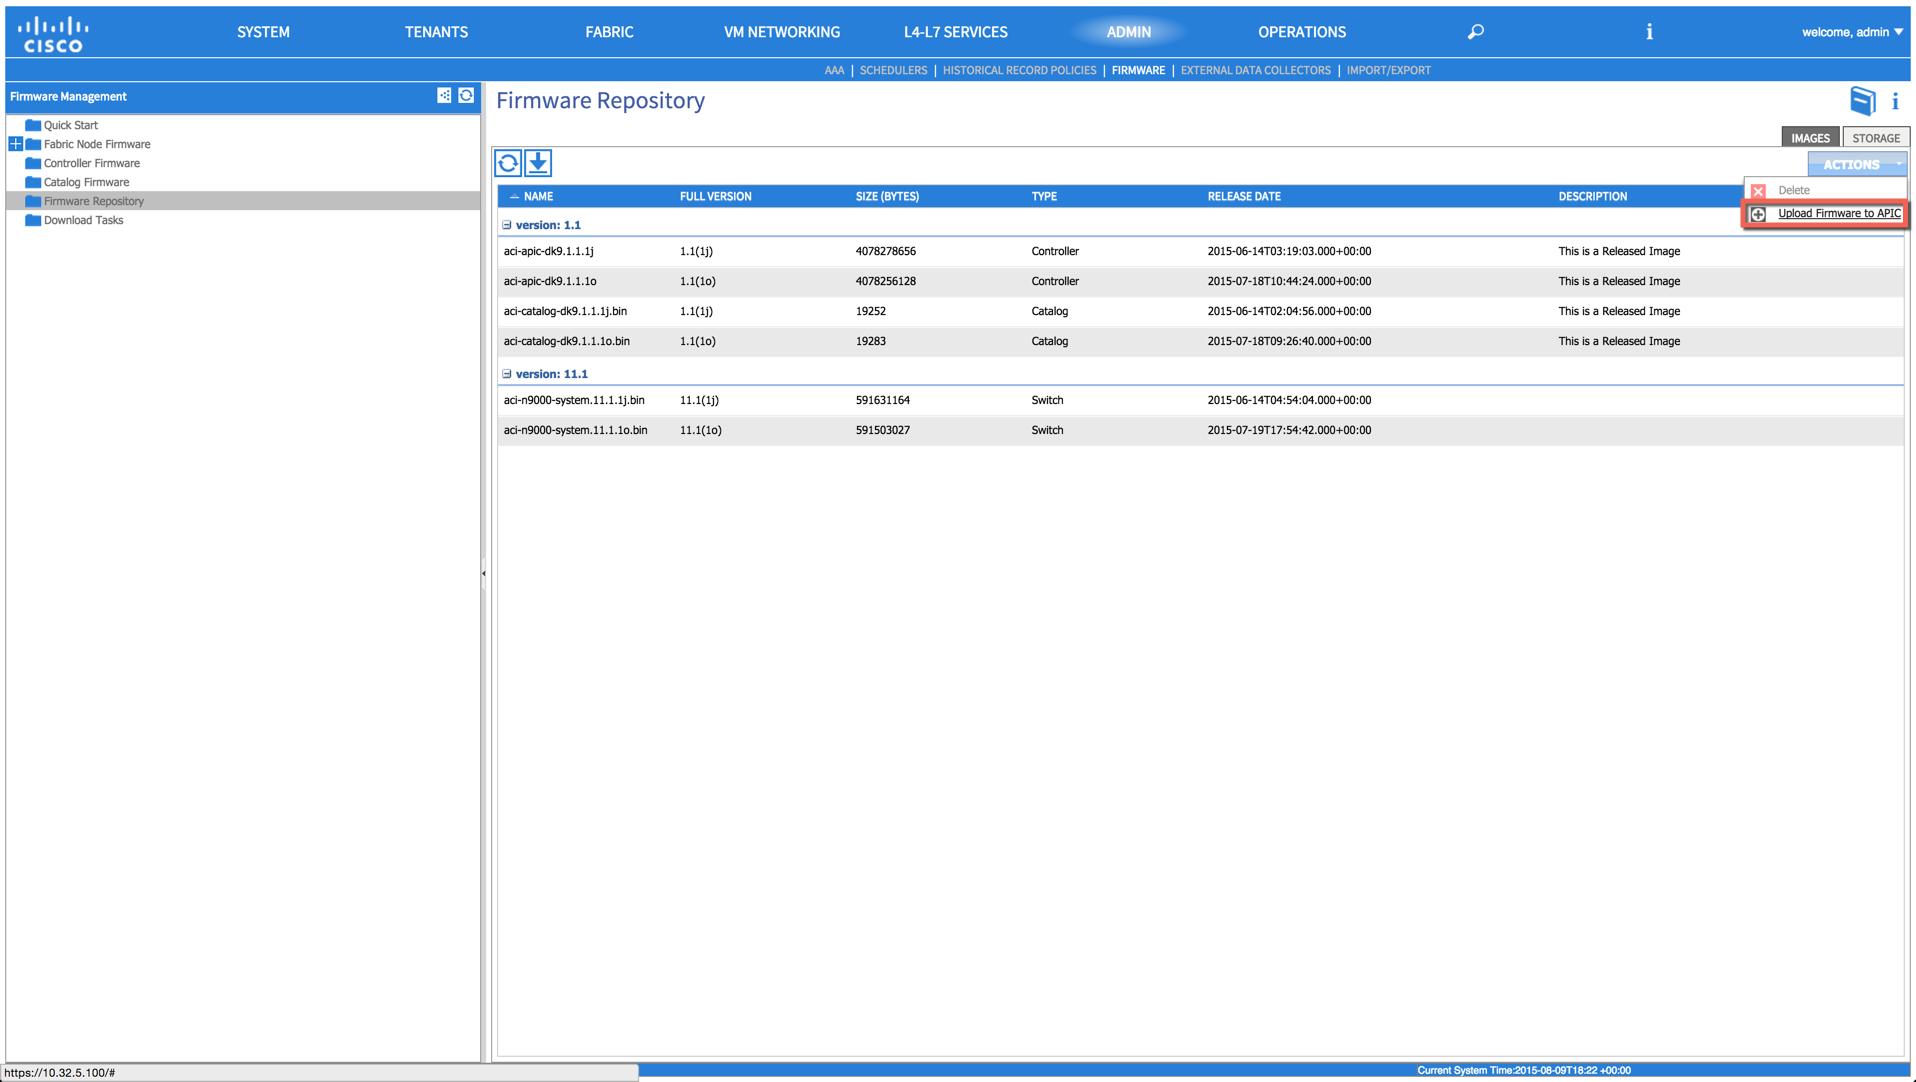 CISCO
SYSTEM TENANTS FABRIC VM NETWORKING L4-L7 SERVICES ADMIN OPERATIONS i welcome, admin
AAA | SCHEDULERS | HISTORICAL RECORD POLICIES | FIRMWARE | EXTERNAL DATA COLLECTORS | IMPORT/EXPORT
Firmware Management
Quick Start
Fabric Node Firmware
Controller Firmware
Catalog Firmware
Firmware Repository
Download Tasks
Firmware Repository
i
IMAGES STORAGE
ACTIONS
Delete
Upload Firmware to APIC
NAME FULL VERSION SIZE (BYTES) TYPE RELEASE DATE DESCRIPTION
version: 1.1
aci-apic-dk9.1.1.1j 1.1(1j) 4078278656 Controller 2015-06-14T03:19:03.000+00:00 This is a Released Image
aci-apic-dk9.1.1.1o 1.1(1o) 4078256128 Controller 2015-07-18T10:44:24.000+00:00 This is a Released Image
aci-catalog-dk9.1.1.1j.bin 1.1(1j) 19252 Catalog 2015-06-14T02:04:56.000+00:00 This is a Released Image
aci-catalog-dk9.1.1.1o.bin 1.1(1o) 19283 Catalog 2015-07-18T09:26:40.000+00:00 This is a Released Image
version: 11.1
aci-n9000-system.11.1.1j.bin 11.1(1j) 591631164 Switch 2015-06-14T04:54:04.000+00:00
aci-n9000-system.11.1.1o.bin 11.1(1o) 591503027 Switch 2015-07-19T17:54:42.000+00:00
https://10.32.5.100/#
Current System Time:2015-08-09T18:22 +00:00